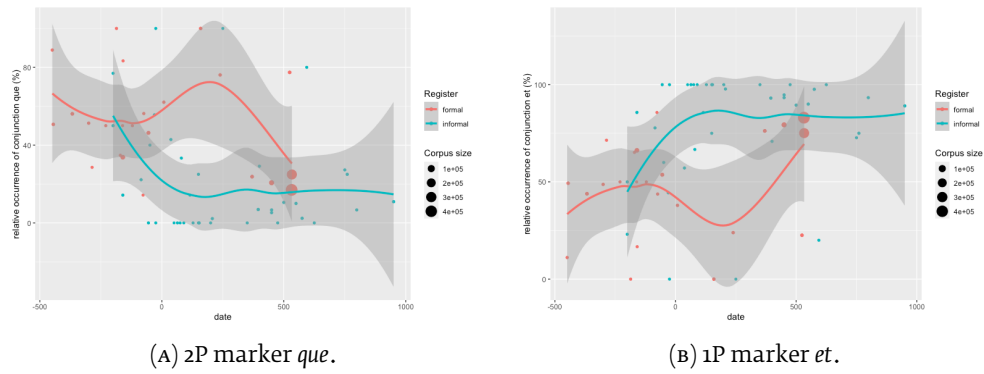 relative occurrence of conjunction que (%)
80
40
0
-500
0
500
1000
date
Register
formal
informal
Corpus size
1e+05
2e+05
3e+05
4e+05
(A) 2P marker que.
relative occurrence of conjunction et (%)
100
50
0
-500
0
500
1000
date
Register
formal
informal
Corpus size
1e+05
2e+05
3e+05
4e+05
(B) 1P marker et.